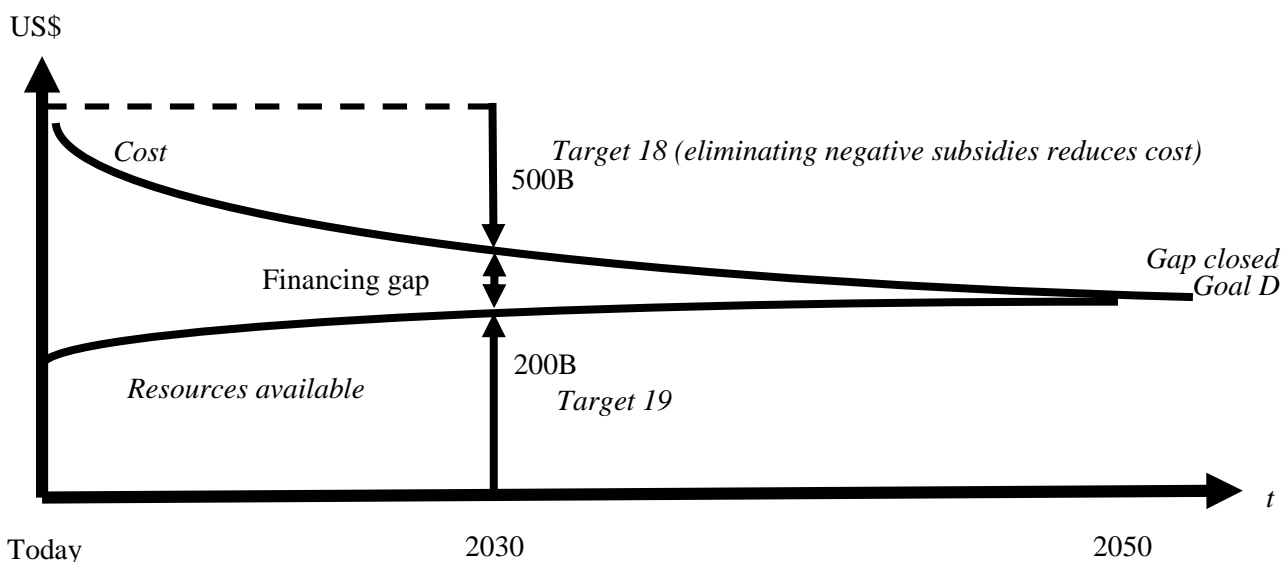 US$
Cost
Target 18 (eliminating negative subsidies reduces cost)
500B
Gap closed
Goal D
Financing gap
200B
Resources available
Target 19
t
Today
2030
2050